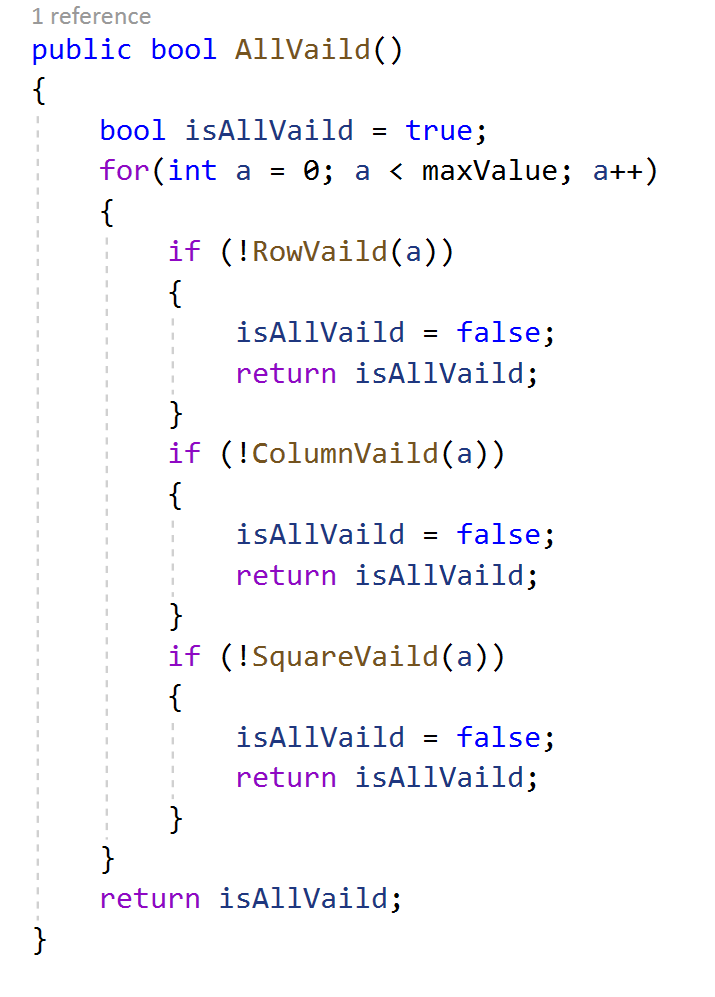 1 reference
public bool AllVaild()
{
    bool isAllVaild = true;
    for(int a = 0; a < maxValue; a++)
    {
        if (!RowVaild(a))
        {
            isAllVaild = false;
            return isAllVaild;
        }
        if (!ColumnVaild(a))
        {
            isAllVaild = false;
            return isAllVaild;
        }
        if (!SquareVaild(a))
        {
            isAllVaild = false;
            return isAllVaild;
        }
    }
    return isAllVaild;
}